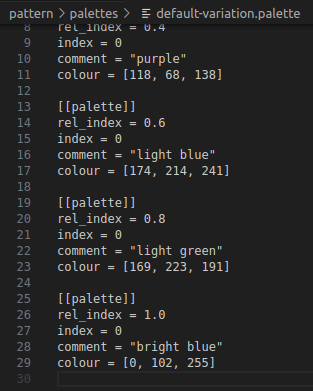 pattern > palettes > default-variation.palette
8 rel_index = 0.4
9 index = 0
10 comment = "purple"
11 colour = [118, 68, 138]
12
13 [[palette]]
14 rel_index = 0.6
15 index = 0
16 comment = "light blue"
17 colour = [174, 214, 241]
18
19 [[palette]]
20 rel_index = 0.8
21 index = 0
22 comment = "light green"
23 colour = [169, 223, 191]
24
25 [[palette]]
26 rel_index = 1.0
27 index = 0
28 comment = "bright blue"
29 colour = [0, 102, 255]
30